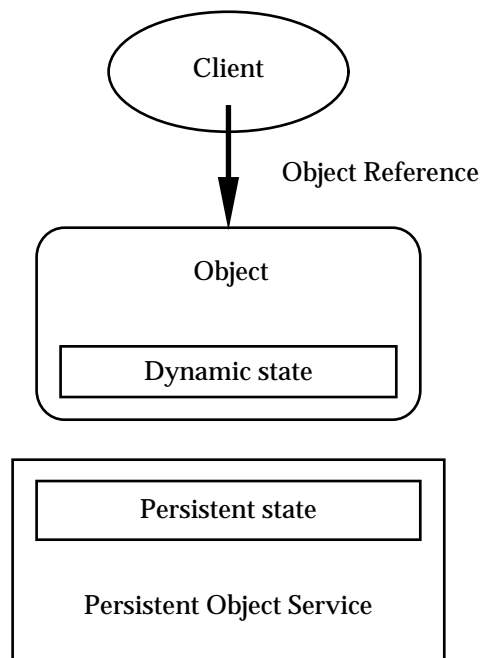 Client
Object Reference
Object
Dynamic state
Persistent state
Persistent Object Service